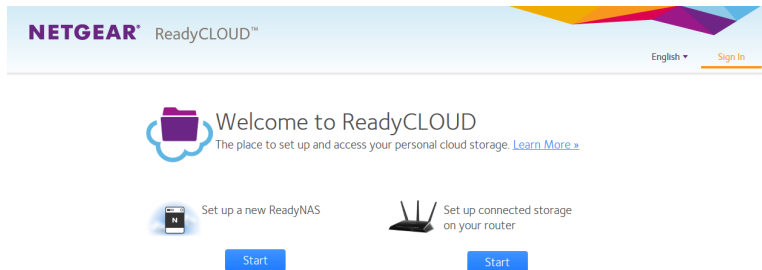 NETGEAR® ReadyCLOUD™
English ▾ Sign In
Welcome to ReadyCLOUD
The place to set up and access your personal cloud storage. Learn More »
Set up a new ReadyNAS
N
Set up connected storage
on your router
Start
Start